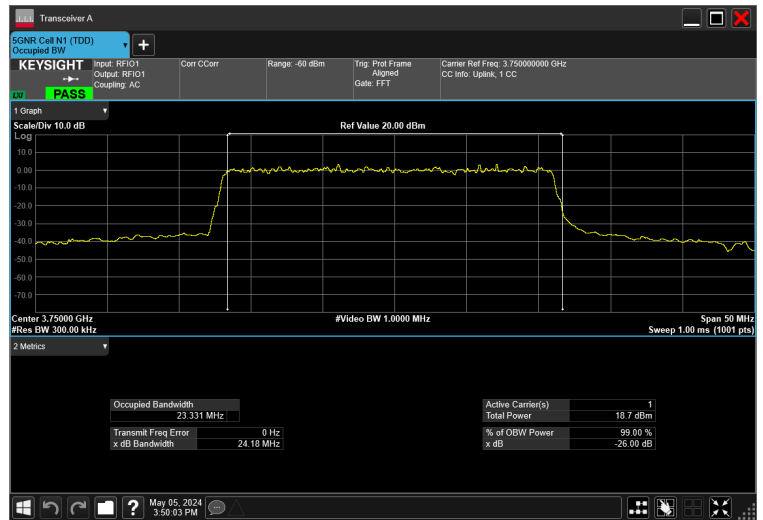 Transceiver A
5GNR Cell N1 (TDD)
Occupied BW
KEYSIGHT
LXI
PASS
Input: RFIO1
Output: RFIO1
Coupling: AC
Corr CCorr
Range: -60 dBm
Trig: Prot Frame
Aligned
Gate: FFT
Carrier Ref Freq: 3.750000000 GHz
CC Info: Uplink, 1 CC
1 Graph
Scale/Div 10.0 dB
Ref Value 20.00 dBm
Log
10.0
0.00
-10.0
-20.0
-30.0
-40.0
-50.0
-60.0
-70.0
Center 3.75000 GHz
#Video BW 1.0000 MHz
Span 50 MHz
#Res BW 300.00 kHz
Sweep 1.00 ms (1001 pts)
2 Metrics
Occupied Bandwidth
23.331 MHz
Transmit Freq Error 0 Hz
x dB Bandwidth 24.18 MHz
Active Carrier(s) 1
Total Power 18.7 dBm
% of OBW Power 99.00 %
x dB -26.00 dB
May 05, 2024
3:50:03 PM